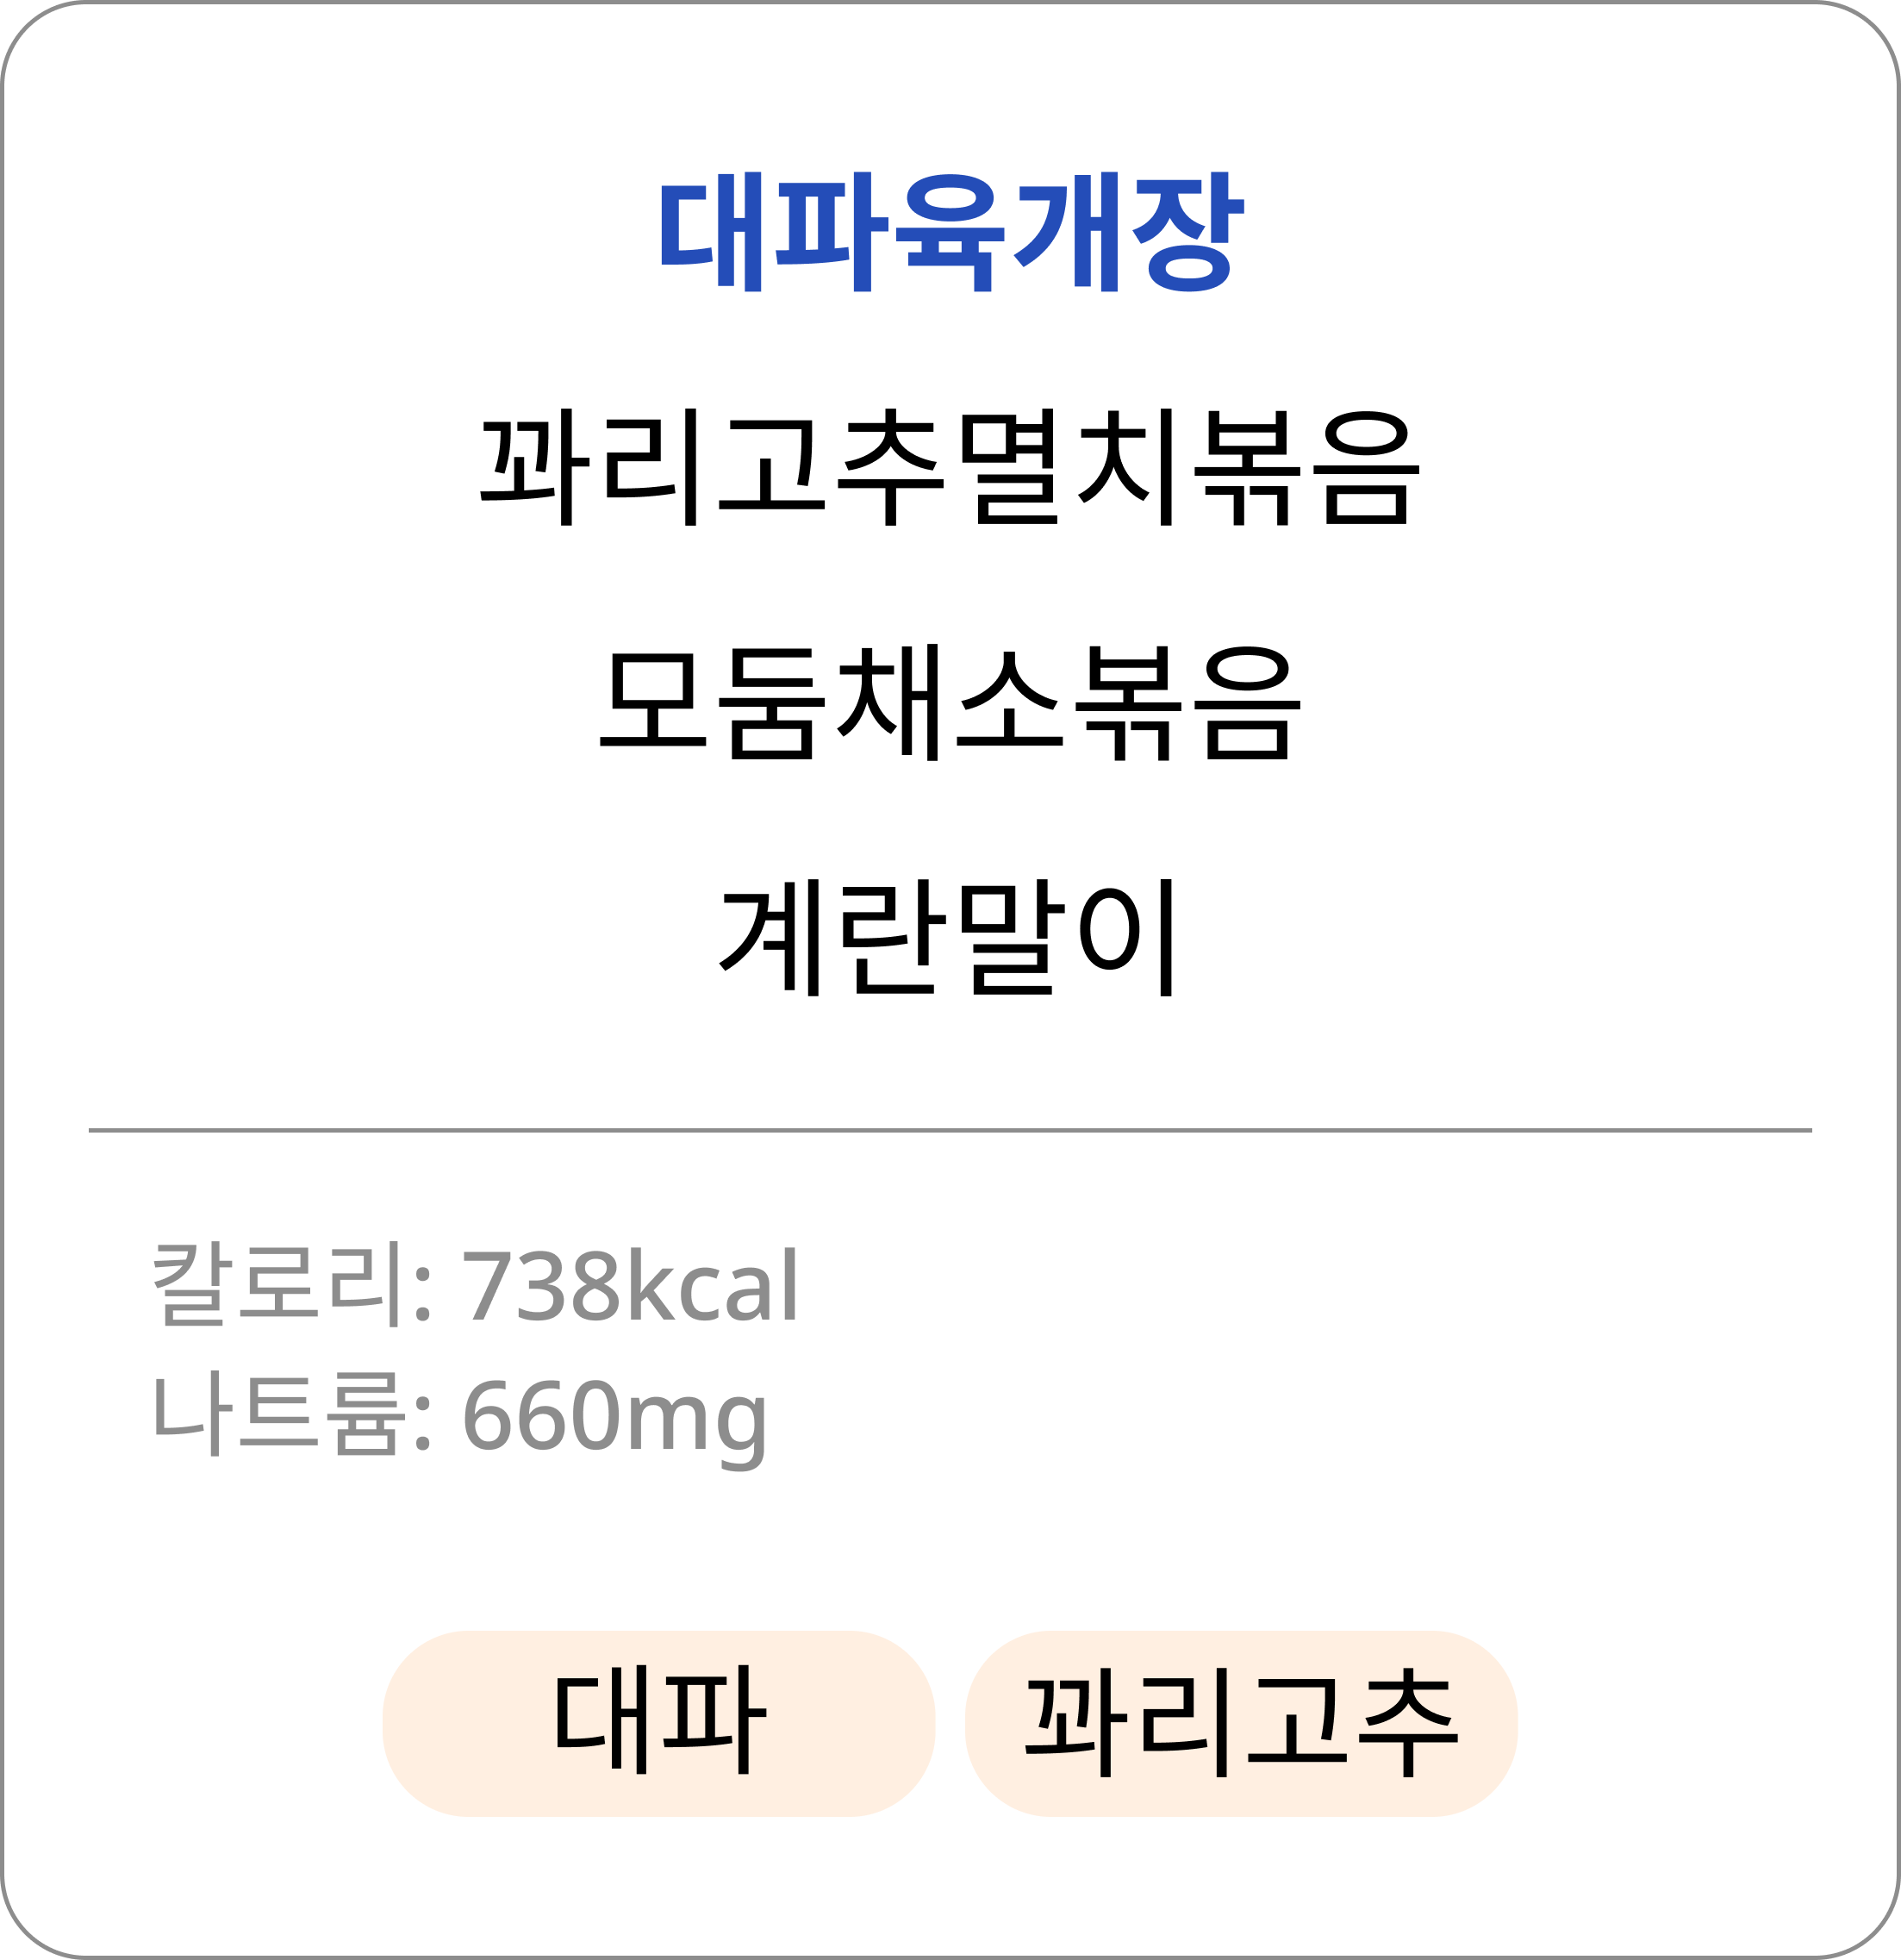 대파육개장
꽈리고추멸치볶음
모둠채소볶음
계란말이
갈로리: 738kcal
나트륨: 660mg
대파
꽈리고추